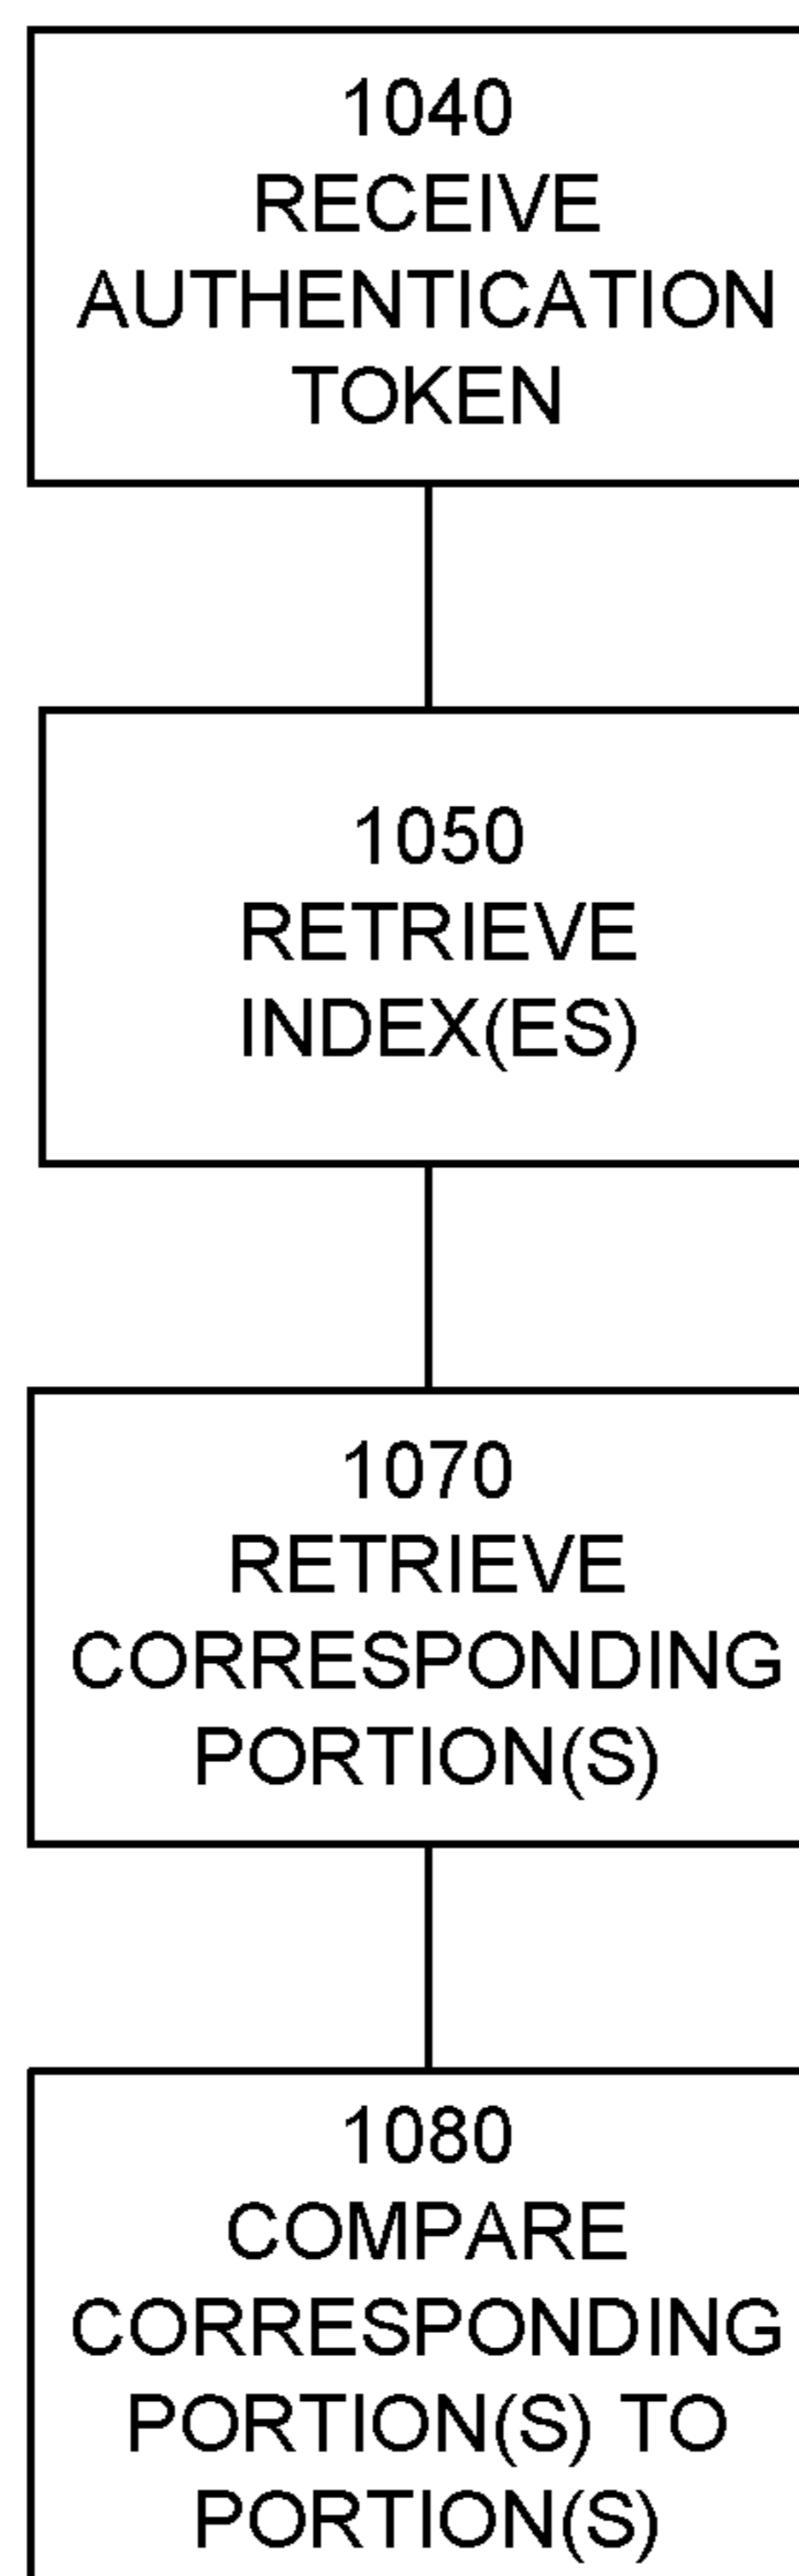 1040
RECEIVE
AUTHENTICATION
TOKEN
1050
RETRIEVE
INDEX(ES)
1070
RETRIEVE
CORRESPONDING
PORTION(S)
1080
COMPARE
CORRESPONDING
PORTION(S) TO
PORTION(S)